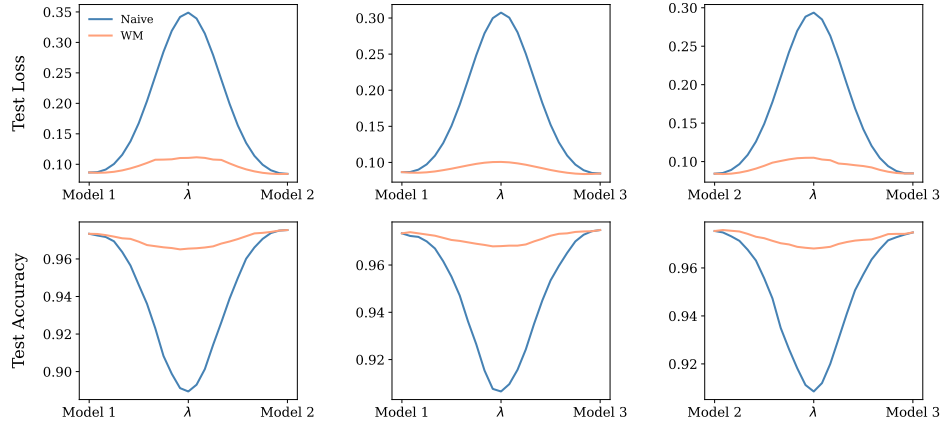 Test Loss
0.35
0.30
0.25
0.20
0.15
0.10
Naive
WM
Model 1 λ Model 2
0.30
0.25
0.20
0.15
0.10
Model 1 λ Model 3
0.30
0.25
0.20
0.15
0.10
Model 2 λ Model 3
Test Accuracy
0.96
0.94
0.92
0.90
Model 1 λ Model 2
0.96
0.94
0.92
Model 1 λ Model 3
0.96
0.94
0.92
Model 2 λ Model 3